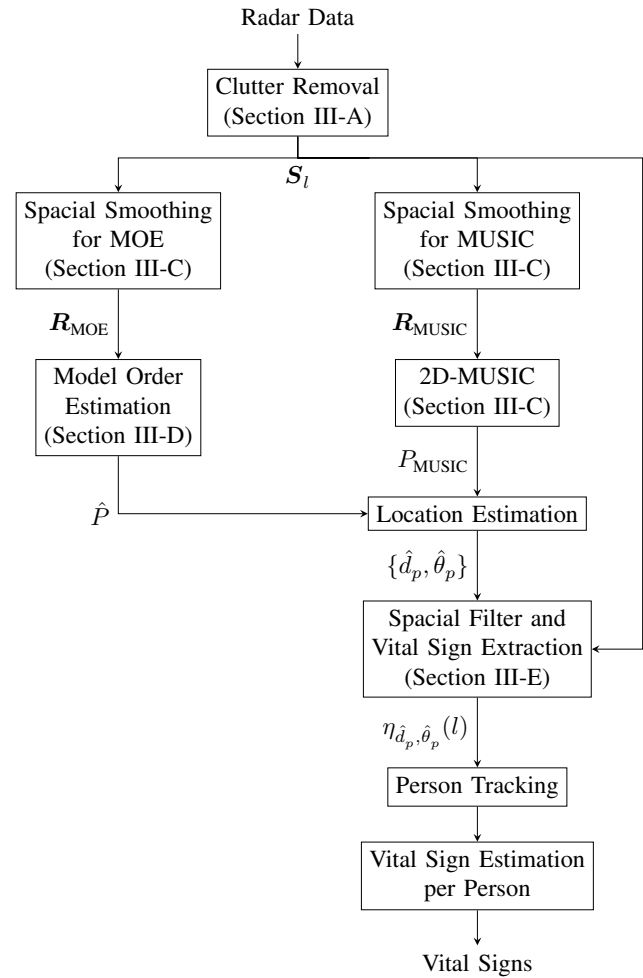 Radar Data
Clutter Removal
(Section III-A)
S_l
Spacial Smoothing
for MOE
(Section III-C)
Spacial Smoothing
for MUSIC
(Section III-C)
R_MOE
R_MUSIC
Model Order
Estimation
(Section III-D)
2D-MUSIC
(Section III-C)
P_MUSIC
P̂
Location Estimation
{d̂_p, θ̂_p}
Spacial Filter and
Vital Sign Extraction
(Section III-E)
η_{d̂_p, θ̂_p}(l)
Person Tracking
Vital Sign Estimation
per Person
Vital Signs